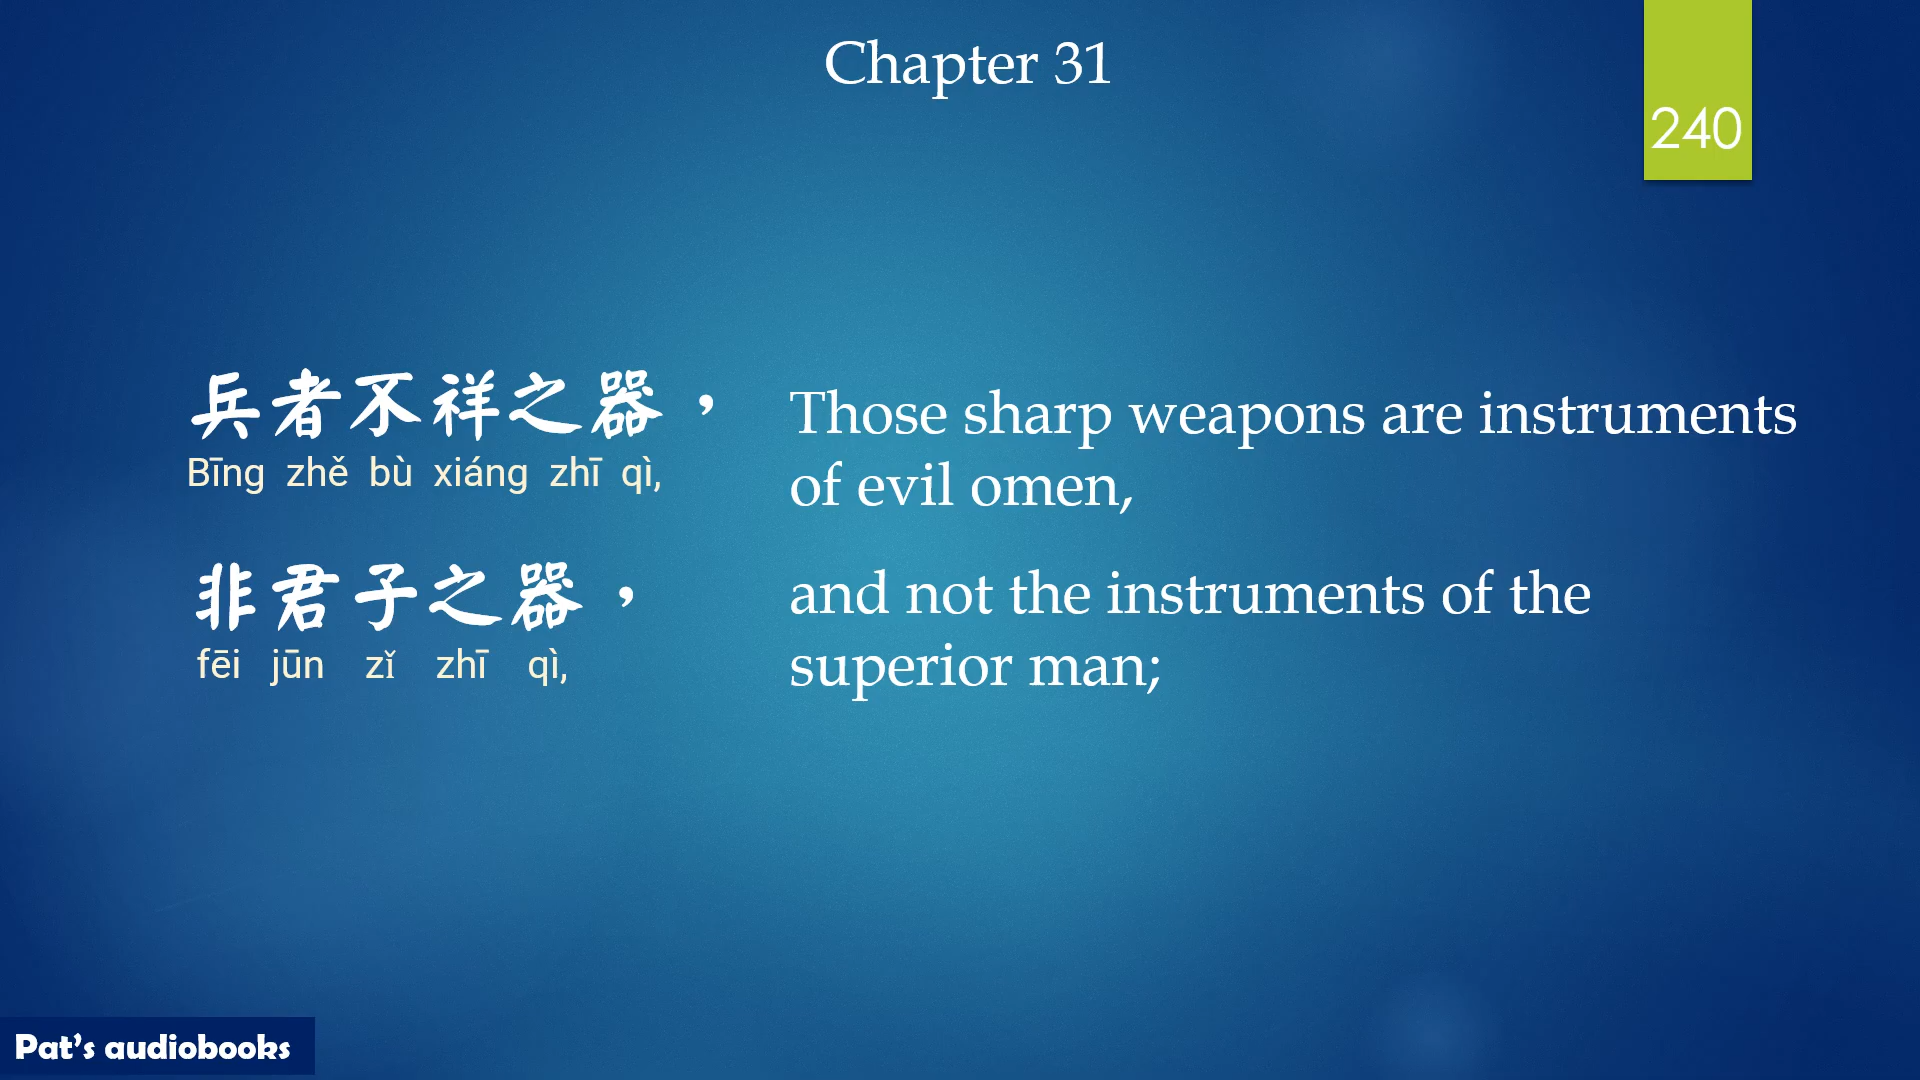 Chapter 31
240
兵者不祥之器，
Bīng zhě bù xiáng zhī qì,
Those sharp weapons are instruments
of evil omen,
非君子之器，
fēi jūn zǐ zhī qì,
and not the instruments of the
superior man;
Pat's audiobooks